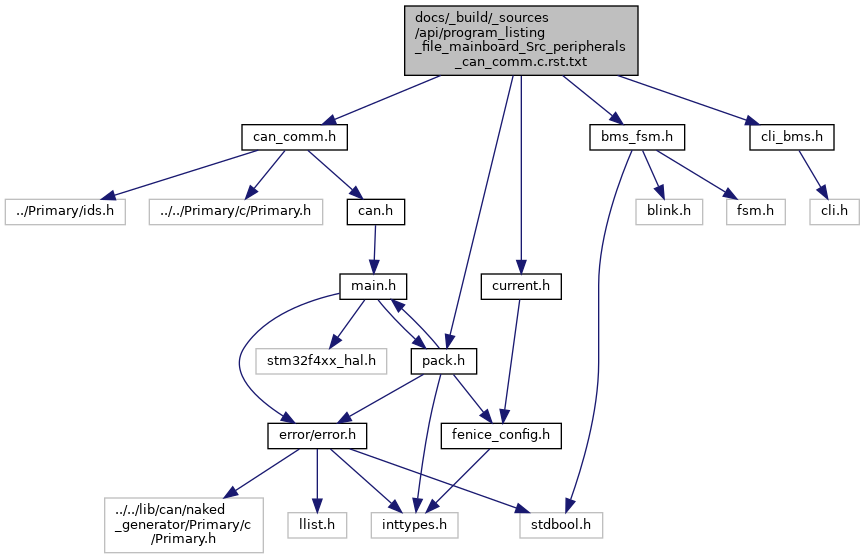 docs/_build/_sources
/api/program_listing
_file_mainboard_Src_peripherals
_can_comm.c.rst.txt
can_comm.h
bms_fsm.h
cli_bms.h
../Primary/ids.h
../../Primary/c/Primary.h
can.h
blink.h
fsm.h
cli.h
main.h
current.h
stm32f4xx_hal.h
pack.h
error/error.h
fenice_config.h
../../lib/can/naked
_generator/Primary/c
/Primary.h
llist.h
inttypes.h
stdbool.h